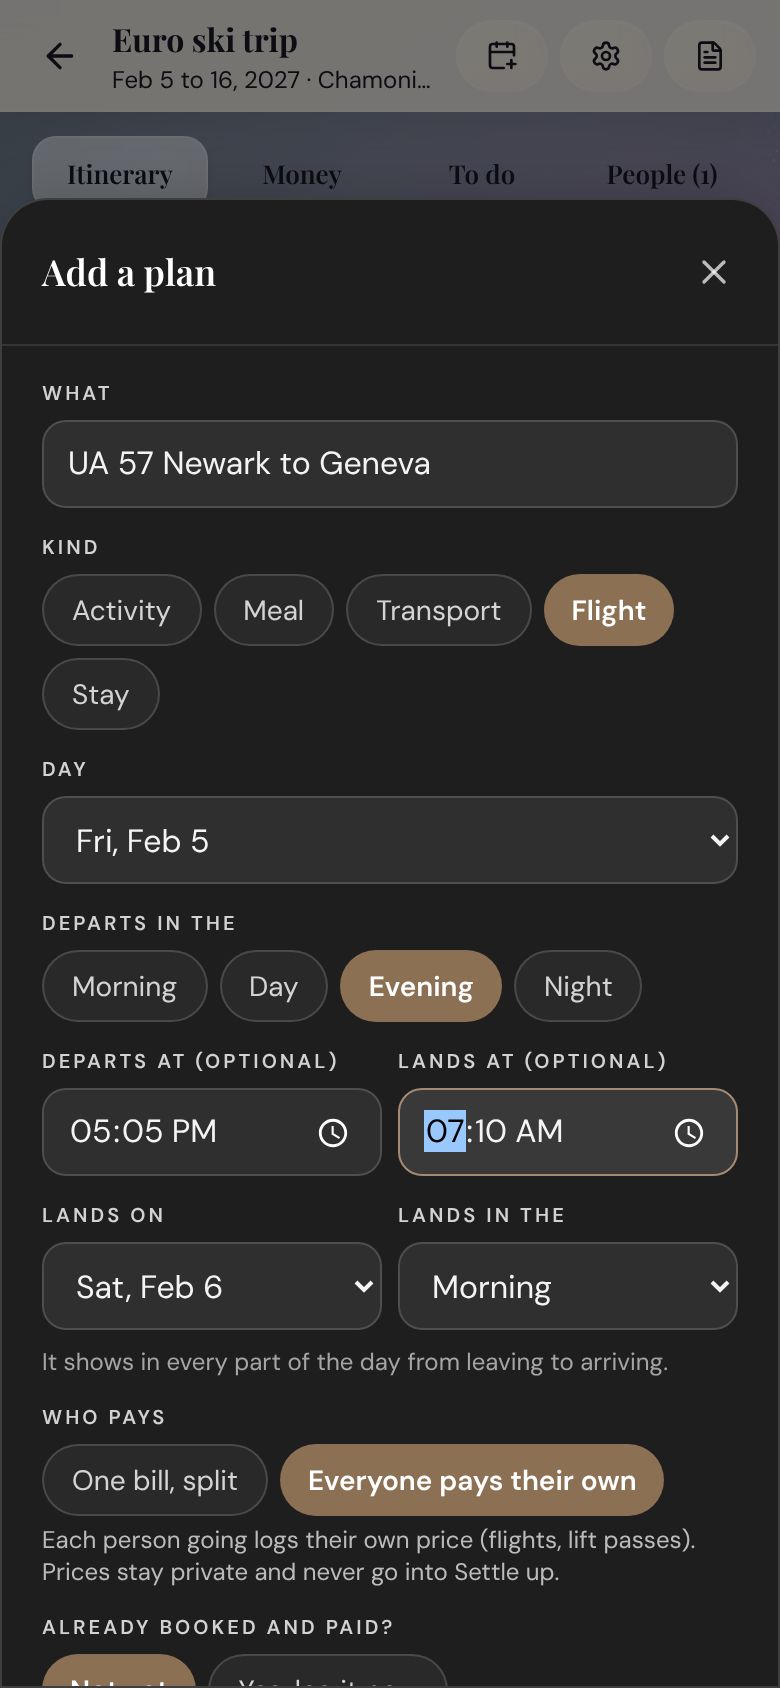 Euro ski trip
Feb 5 to 16, 2027 · Chamoni...
Itinerary Money To do People (1)
Add a plan
WHAT
UA 57 Newark to Geneva
KIND
Activity Meal Transport Flight
Stay
DAY
Fri, Feb 5
DEPARTS IN THE
Morning Day Evening Night
DEPARTS AT (OPTIONAL) LANDS AT (OPTIONAL)
05:05 PM 07:10 AM
LANDS ON LANDS IN THE
Sat, Feb 6 Morning
It shows in every part of the day from leaving to arriving.
WHO PAYS
One bill, split Everyone pays their own
Each person going logs their own price (flights, lift passes).
Prices stay private and never go into Settle up.
ALREADY BOOKED AND PAID?